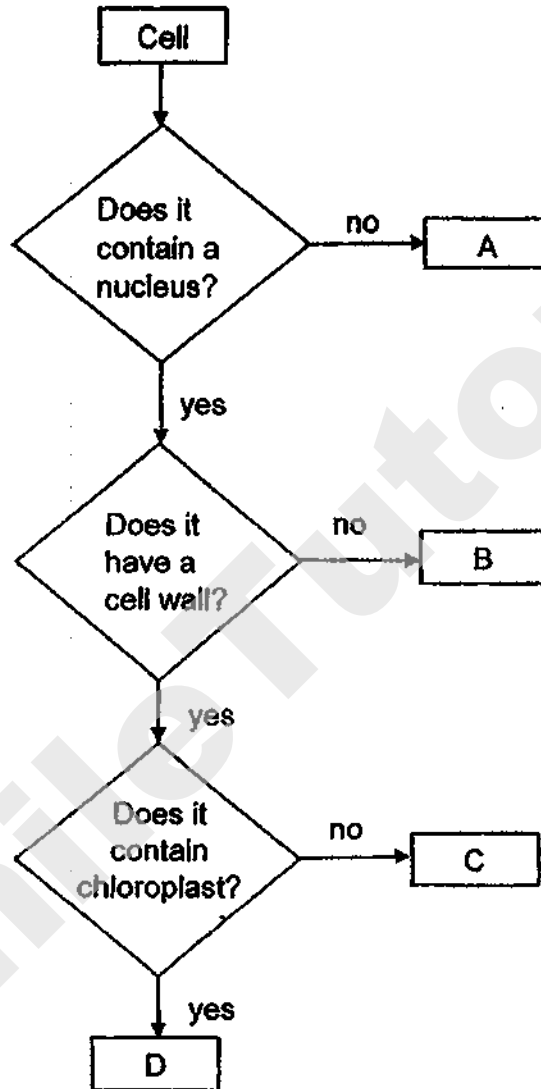 Cell
Does it
contain a
nucleus?
no
A
yes
Does it
have a
cell wall?
no
B
yes
Does it
contain
chloroplast?
no
C
yes
D